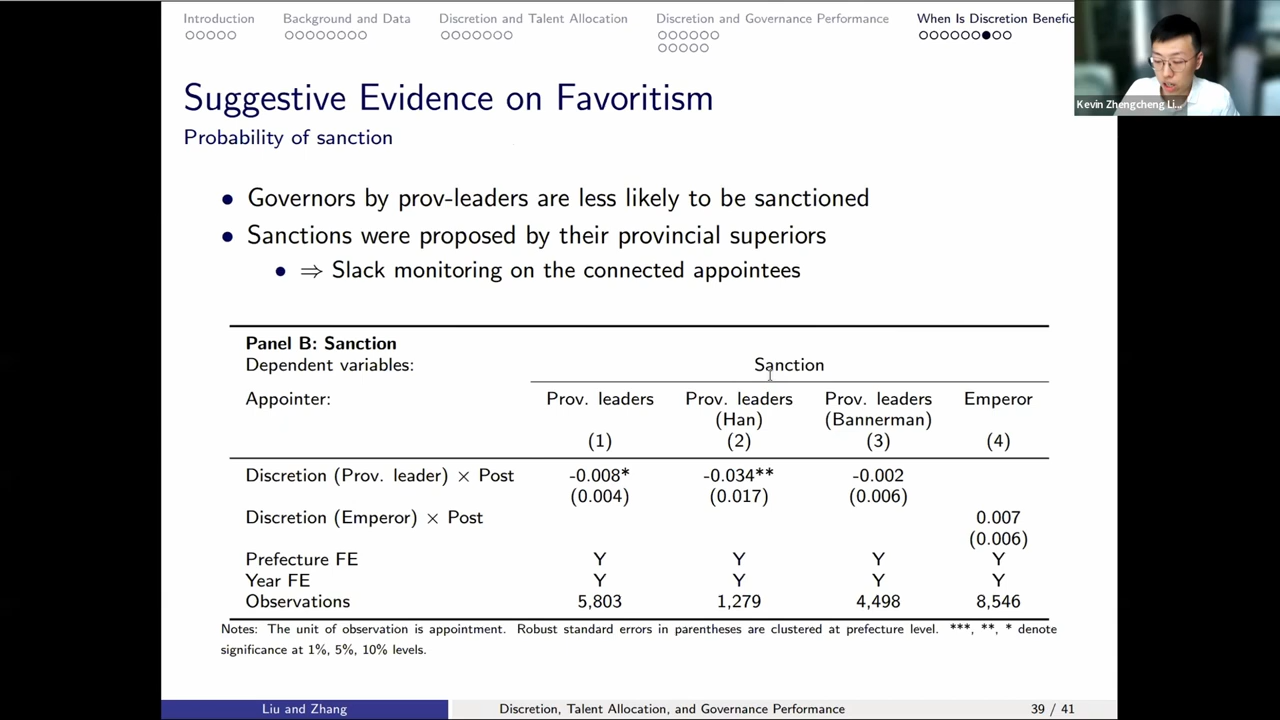 Introduction Background and Data Discretion and Talent Allocation Discretion and Governance Performance When Is Discretion Benefic
Kevin Zhengcheng Li...
Suggestive Evidence on Favoritism
Probability of sanction
• Governors by prov-leaders are less likely to be sanctioned
• Sanctions were proposed by their provincial superiors
• ⇒ Slack monitoring on the connected appointees
Panel B: Sanction
Dependent variables: Sanction
Appointer: Prov. leaders Prov. leaders Prov. leaders Emperor
(Han) (Bannerman)
(1) (2) (3) (4)
Discretion (Prov. leader) × Post -0.008* -0.034** -0.002
(0.004) (0.017) (0.006)
Discretion (Emperor) × Post 0.007
(0.006)
Prefecture FE Y Y Y Y
Year FE Y Y Y Y
Observations 5,803 1,279 4,498 8,546
Notes: The unit of observation is appointment. Robust standard errors in parentheses are clustered at prefecture level. ***, **, * denote
significance at 1%, 5%, 10% levels.
Liu and Zhang Discretion, Talent Allocation, and Governance Performance 39 / 41